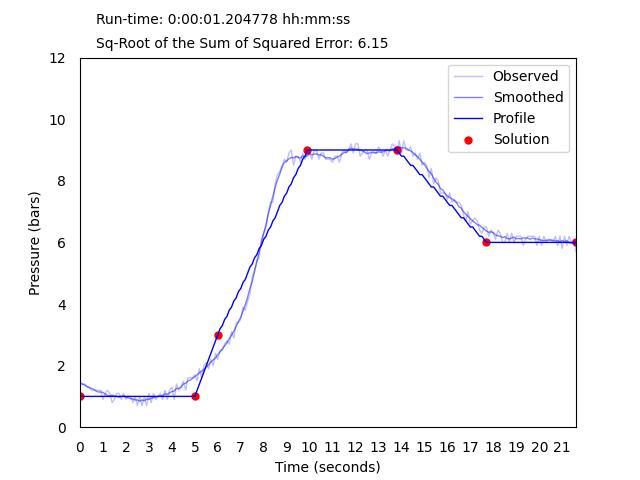 Run-time: 0:00:01.204778 hh:mm:ss
Sq-Root of the Sum of Squared Error: 6.15
12
10
8
6
4
2
0
Pressure (bars)
Observed
Smoothed
Profile
Solution
0 1 2 3 4 5 6 7 8 9 10 11 12 13 14 15 16 17 18 19 20 21
Time (seconds)